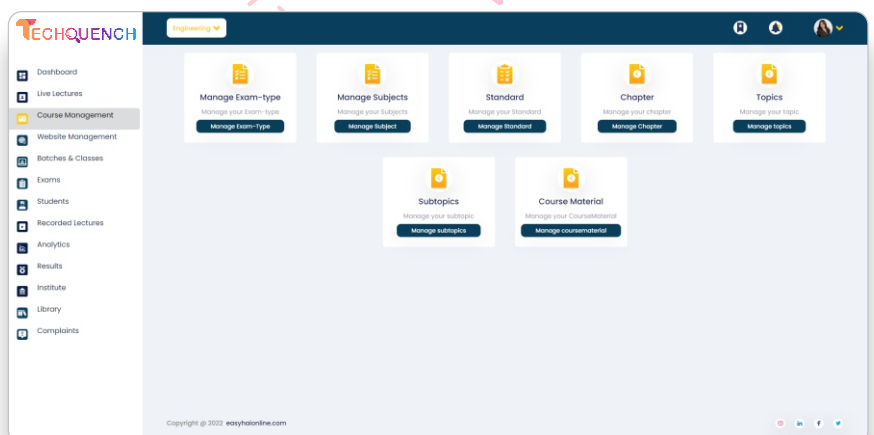 TECHQUENCH
Engineering
Dashboard
Live Lectures
Course Management
Website Management
Batches & Classes
Exams
Students
Recorded Lectures
Analytics
Results
Institute
Library
Complaints
Manage Exam-type
Manage your Exam-type
Manage Exam-Type
Manage Subjects
Manage your Subjects
Manage Subject
Standard
Manage your Standard
Manage Standard
Chapter
Manage your chapter
Manage Chapter
Topics
Manage your topic
Manage topics
Subtopics
Manage your subtopic
Manage subtopics
Course Material
Manage your CourseMaterial
Manage coursematerial
Copyright @ 2022 easyhaionline.com